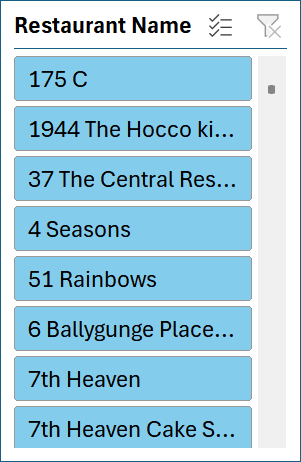 Restaurant Name
175 C
1944 The Hocco ki...
37 The Central Res...
4 Seasons
51 Rainbows
6 Ballygunge Place...
7th Heaven
7th Heaven Cake S...